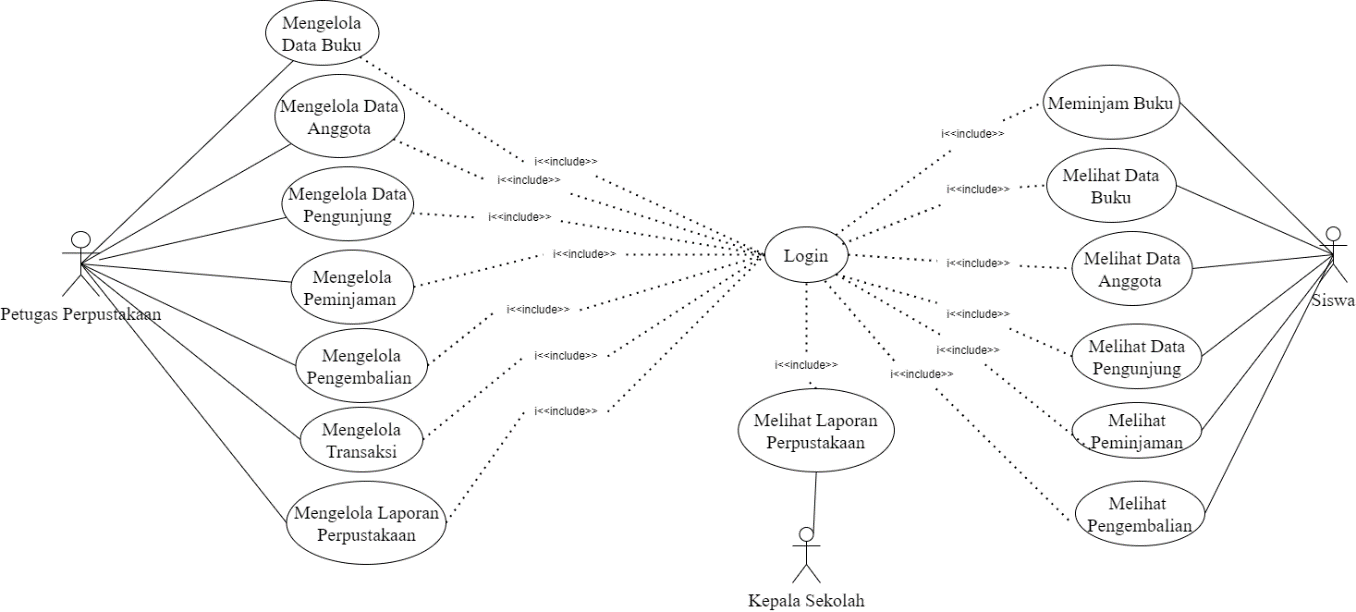 Mengelola
Data Buku
Mengelola Data
Anggota
Mengelola Data
Pengunjung
Mengelola
Peminjaman
Mengelola
Pengembalian
Mengelola
Transaksi
Mengelola Laporan
Perpustakaan
Petugas Perpustakaan
i<<include>>
i<<include>>
i<<include>>
i<<include>>
i<<include>>
i<<include>>
i<<include>>
Login
i<<include>>
Melihat Laporan
Perpustakaan
Kepala Sekolah
i<<include>>
i<<include>>
i<<include>>
i<<include>>
i<<include>>
i<<include>>
Meminjam Buku
Melihat Data
Buku
Melihat Data
Anggota
Melihat Data
Pengunjung
Melihat
Peminjaman
Melihat
Pengembalian
Siswa